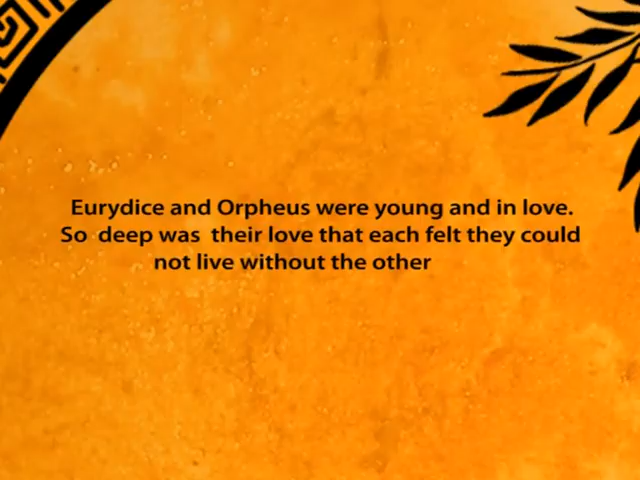 Eurydice and Orpheus were young and in love.
So deep was their love that each felt they could
not live without the other